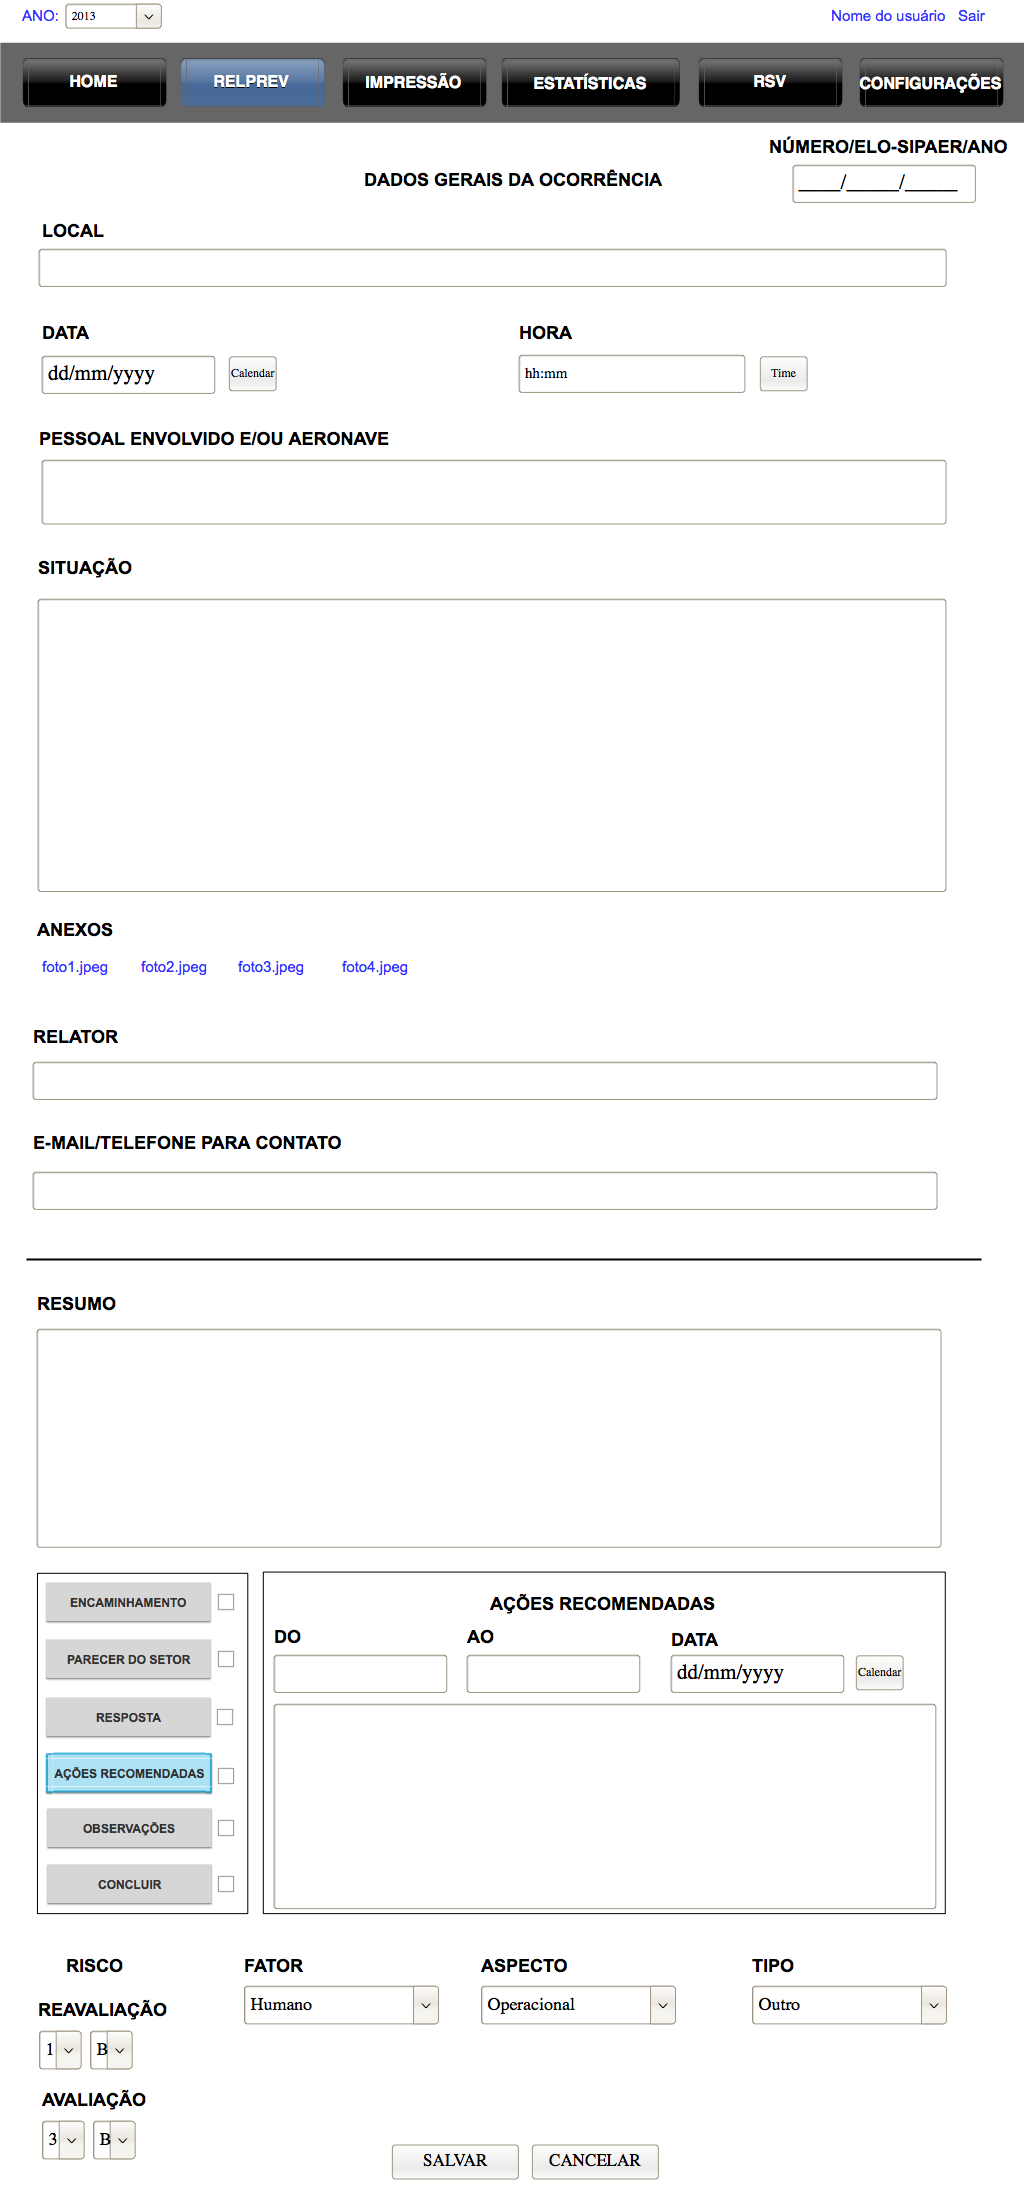 ANO: 2013 Nome do usuário Sair
HOME RELPREV IMPRESSÃO ESTATÍSTICAS RSV CONFIGURAÇÕES
NÚMERO/ELO-SIPAER/ANO
DADOS GERAIS DA OCORRÊNCIA
____/_____/_____
LOCAL
DATA HORA
dd/mm/yyyy Calendar hh:mm Time
PESSOAL ENVOLVIDO E/OU AERONAVE
SITUAÇÃO
ANEXOS
foto1.jpeg foto2.jpeg foto3.jpeg foto4.jpeg
RELATOR
E-MAIL/TELEFONE PARA CONTATO
RESUMO
ENCAMINHAMENTO
PARECER DO SETOR
RESPOSTA
AÇÕES RECOMENDADAS
OBSERVAÇÕES
CONCLUIR
AÇÕES RECOMENDADAS
DO AO DATA
dd/mm/yyyy Calendar
RISCO FATOR ASPECTO TIPO
Humano Operacional Outro
REAVALIAÇÃO
1 B
AVALIAÇÃO
3 B
SALVAR CANCELAR